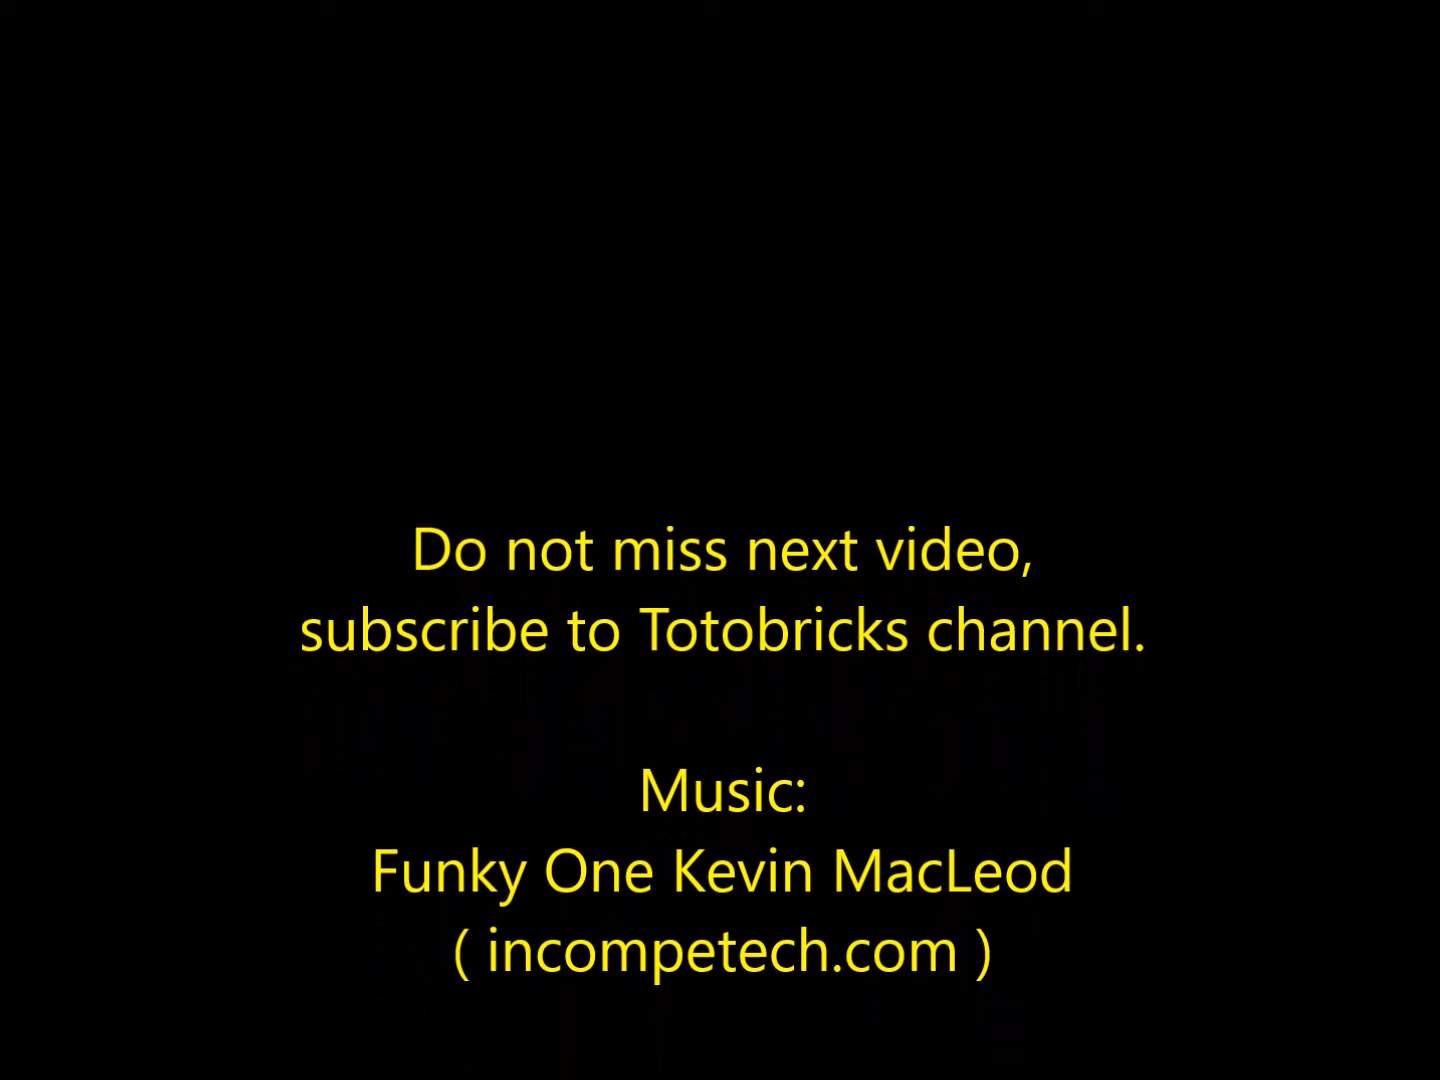 Do not miss next video,
subscribe to Totobricks channel.
Music:
Funky One Kevin MacLeod
( incompetech.com )